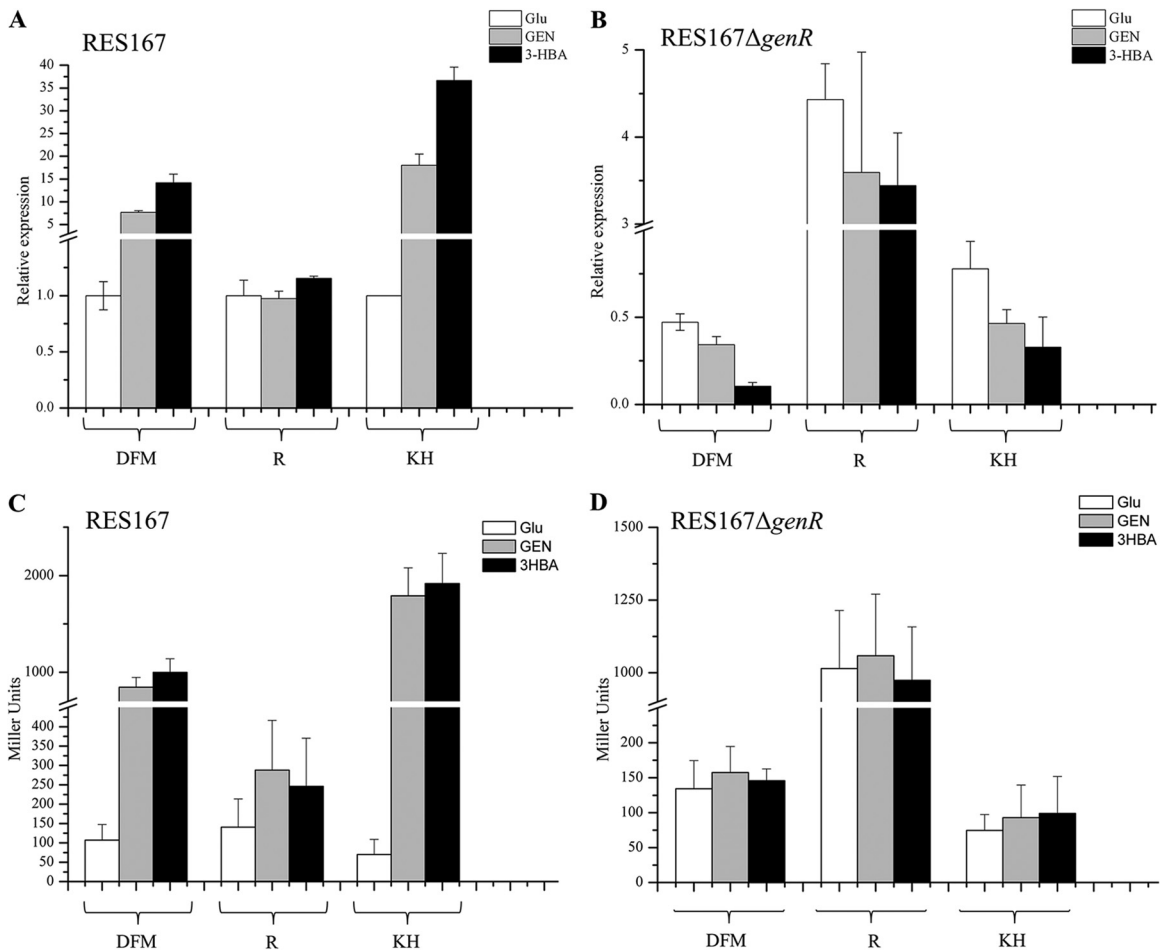 A
RES167
Glu
GEN
3-HBA
Relative expression
40
35
30
25
20
15
10
5
1.0
0.5
0.0
DFM
R
KH
B
RES167ΔgenR
Glu
GEN
3-HBA
Relative expression
5
4
3
0.5
0.0
DFM
R
KH
C
RES167
Glu
GEN
3HBA
Miller Units
2000
1000
400
350
300
250
200
150
100
50
0
DFM
R
KH
D
RES167ΔgenR
Glu
GEN
3HBA
Miller Units
1500
1250
1000
200
150
100
50
0
DFM
R
KH